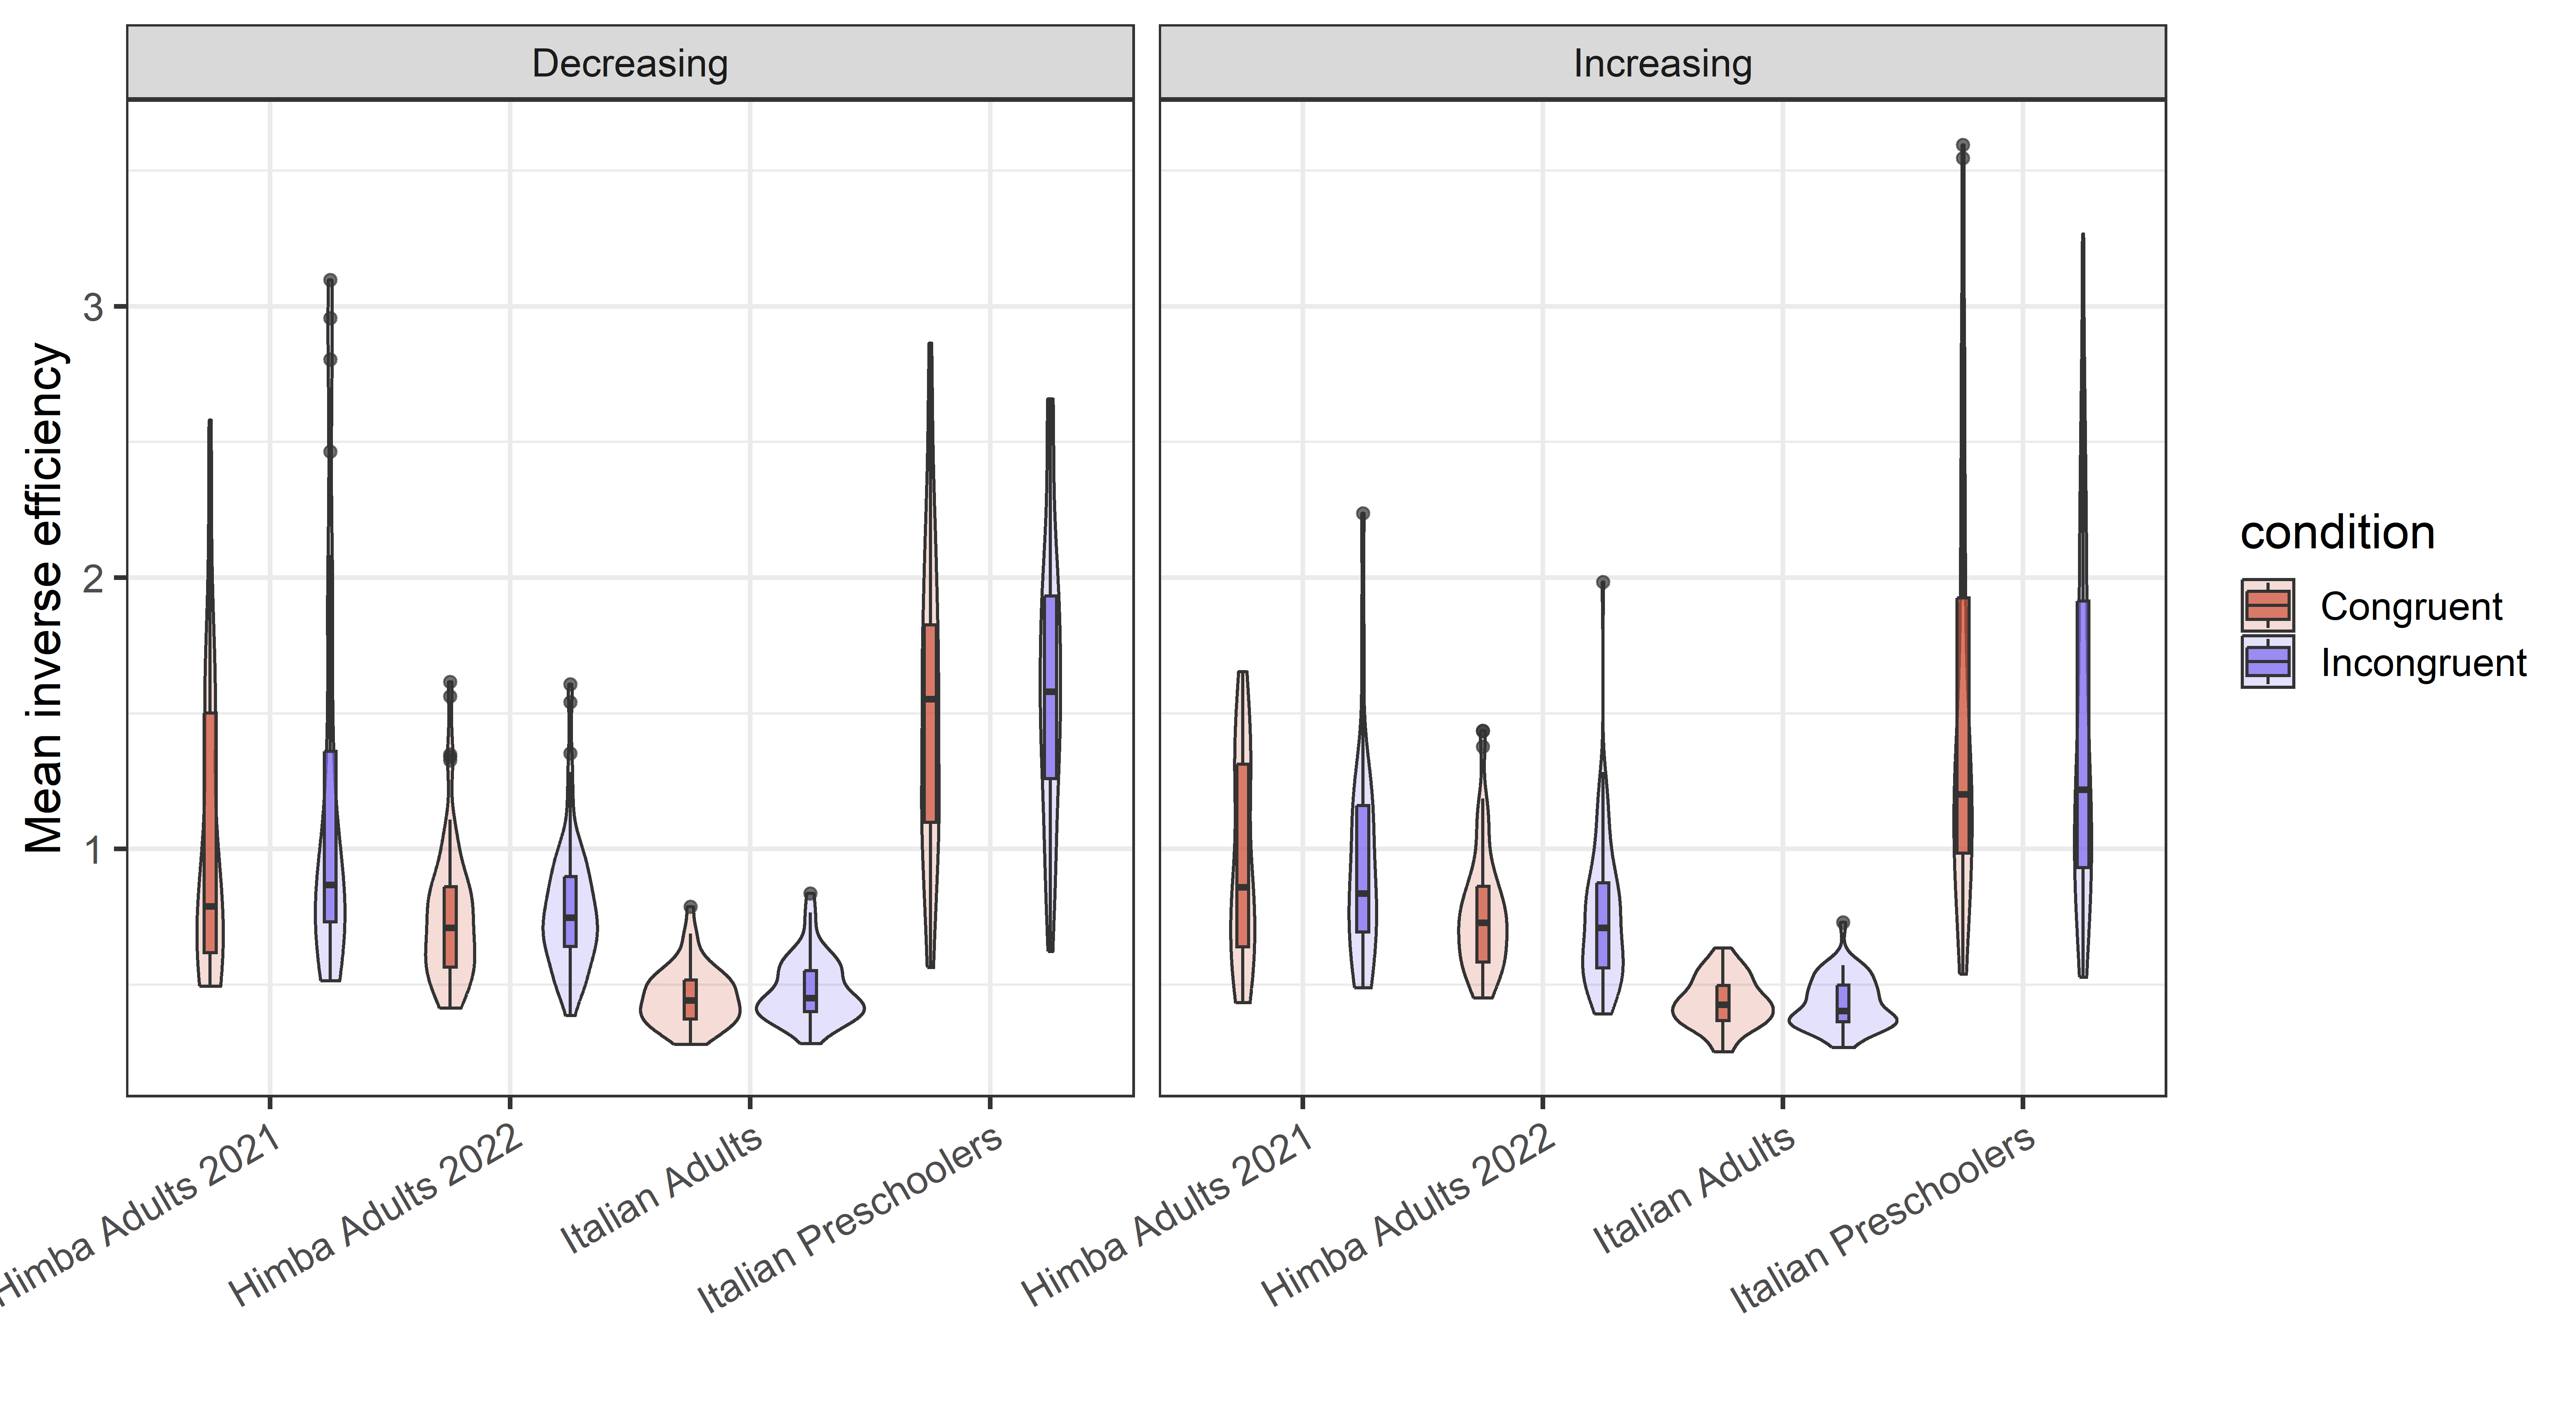 Decreasing
Increasing
Mean inverse efficiency
3
2
1
Himba Adults 2021
Himba Adults 2022
Italian Adults
Italian Preschoolers
Himba Adults 2021
Himba Adults 2022
Italian Adults
Italian Preschoolers
condition
Congruent
Incongruent